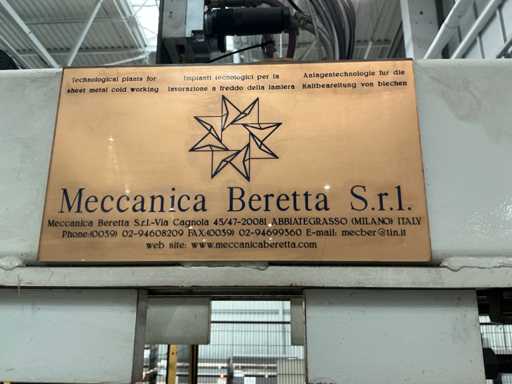 Technological plants for Impianti tecnologici per la Anlagentechnologie fur die
sheet metal cold working lavorazione a freddo della lamiera Kaltbeareitung von blechen
Meccanica Beretta S.r.l.
Meccanica Beretta S.r.l.-Via Cagnola 45/47-20081 ABBIATEGRASSO (MILANO) ITALY
Phone:(0039) 02-94608209 FAX:(0039) 02-94699360 E-mail: mecber@tin.it
web site: www.meccanicaberetta.com